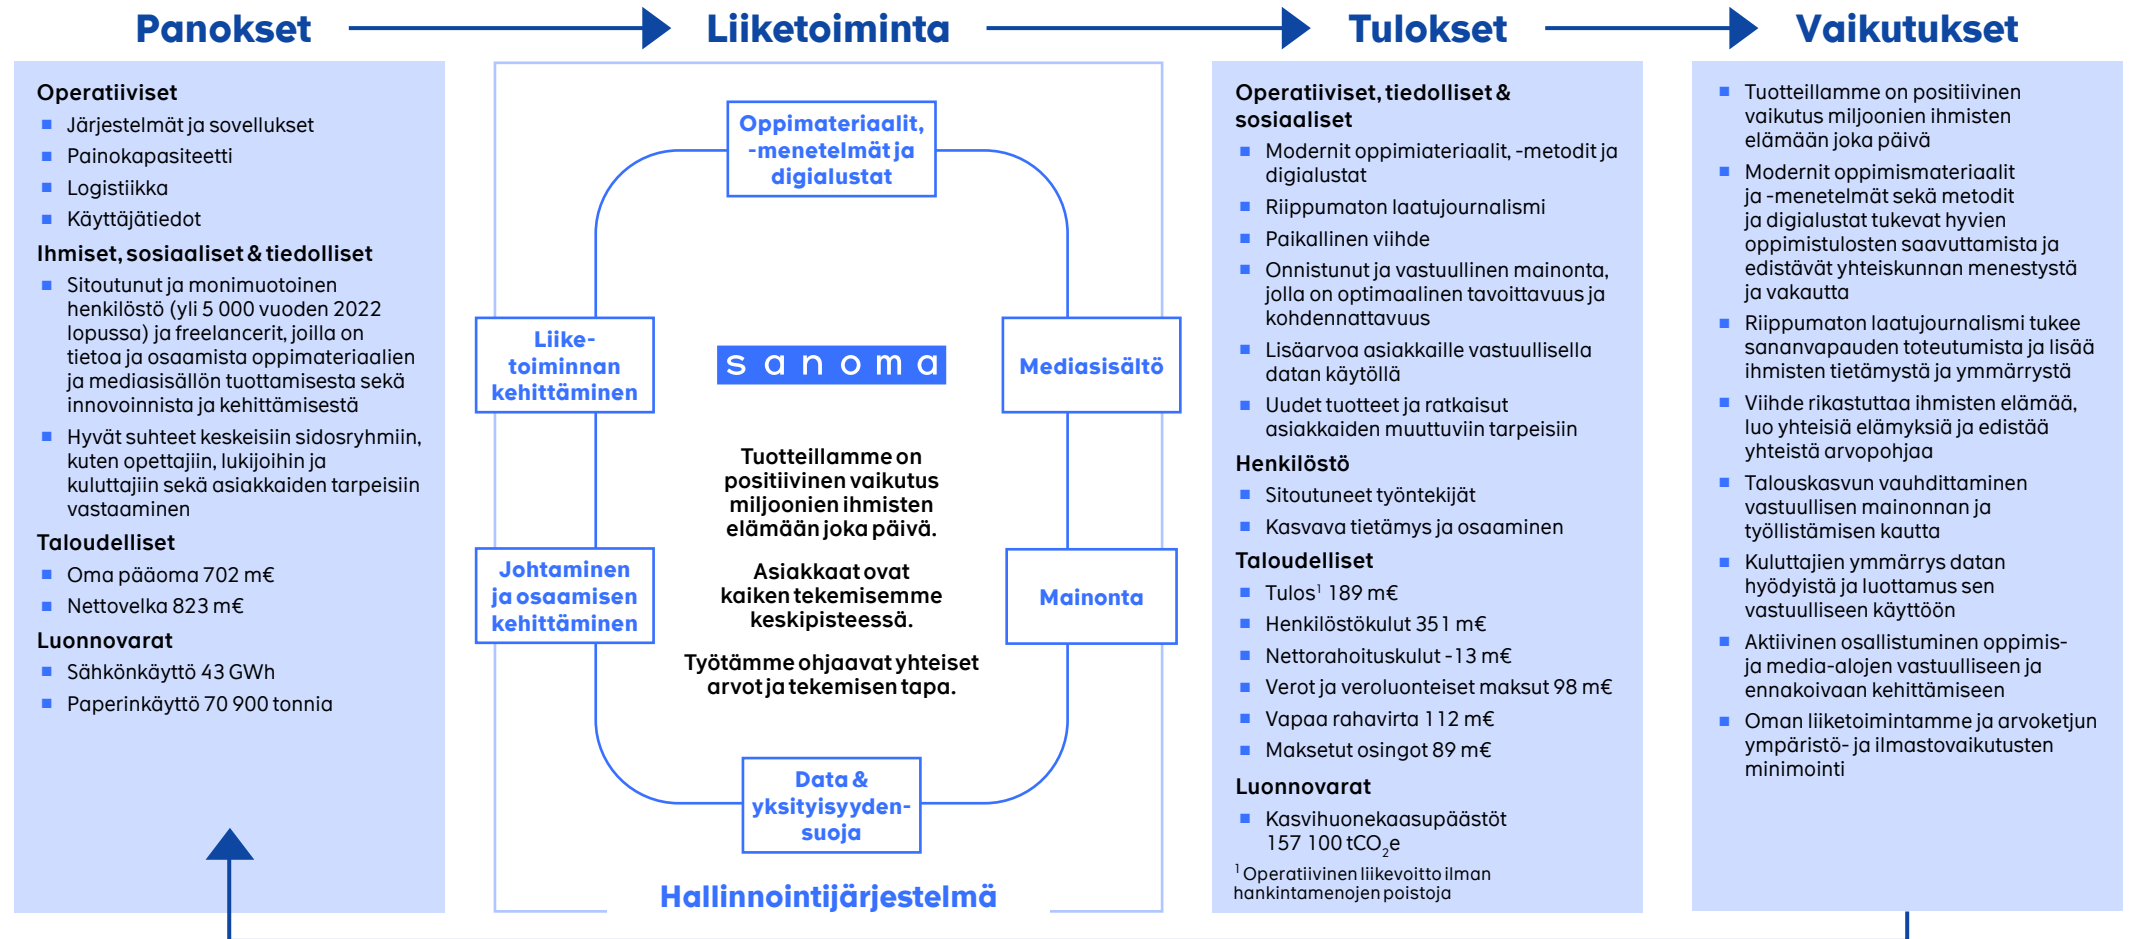 Panokset
Liiketoiminta
Tulokset
Vaikutukset
Operatiiviset
Järjestelmät ja sovellukset
Painokapasiteetti
Logistiikka
Käyttäjätiedot
Ihmiset, sosiaaliset & tiedolliset
Sitoutunut ja monimuotoinen
henkilöstö (yli 5 000 vuoden 2022
lopussa) ja freelancerit, joilla on
tietoa ja osaamista oppimateriaalien
ja mediasisällön tuottamisesta sekä
innovoinnista ja kehittämisestä
Hyvät suhteet keskeisiin sidosryhmiin,
kuten opettajiin, lukijoihin ja
kuluttajiin sekä asiakkaiden tarpeisiin
vastaaminen
Taloudelliset
Oma pääoma 702 m€
Nettovelka 823 m€
Luonnovarat
Sähkönkäyttö 43 GWh
Paperinkäyttö 70 900 tonnia
Oppimateriaalit,
-menetelmät ja
digialustat
Liike-
toiminnan
kehittäminen
sanoma
Mediasisältö
Tuotteillamme on
positiivinen vaikutus
miljoonien ihmisten
elämään joka päivä.
Asiakkaat ovat
kaiken tekemisemme
keskipisteessä.
Työtämme ohjaavat yhteiset
arvot ja tekemisen tapa.
Johtaminen
ja osaamisen
kehittäminen
Mainonta
Data &
yksityisyyden-
suoja
Hallinnointijärjestelmä
Operatiiviset, tiedolliset &
sosiaaliset
Modernit oppimiateriaalit, -metodit ja
digialustat
Riippumaton laatujournalismi
Paikallinen viihde
Onnistunut ja vastuullinen mainonta,
jolla on optimaalinen tavoittavuus ja
kohdennattavuus
Lisäarvoa asiakkaille vastuullisella
datan käytöllä
Uudet tuotteet ja ratkaisut
asiakkaiden muuttuviin tarpeisiin
Henkilöstö
Sitoutuneet työntekijät
Kasvava tietämys ja osaaminen
Taloudelliset
Tulos¹ 189 m€
Henkilöstökulut 351 m€
Nettorahoituskulut -13 m€
Verot ja veroluonteiset maksut 98 m€
Vapaa rahavirta 112 m€
Maksetut osingot 89 m€
Luonnovarat
Kasvihuonekaasupäästöt
157 100 tCO₂e
¹ Operatiivinen liikevoitto ilman
hankintamenojen poistoja
Tuotteillamme on positiivinen
vaikutus miljoonien ihmisten
elämään joka päivä
Modernit oppimismateriaalit
ja -menetelmät sekä metodit
ja digialustat tukevat hyvien
oppimistulosten saavuttamista ja
edistävät yhteiskunnan menestystä
ja vakautta
Riippumaton laatujournalismi tukee
sananvapauden toteutumista ja lisää
ihmisten tietämystä ja ymmärrystä
Viihde rikastuttaa ihmisten elämää,
luo yhteisiä elämyksiä ja edistää
yhteistä arvopohjaa
Talouskasvun vauhdittaminen
vastuullisen mainonnan ja
työllistämisen kautta
Kuluttajien ymmärrys datan
hyödyistä ja luottamus sen
vastuulliseen käyttöön
Aktiivinen osallistuminen oppimis-
ja media-alojen vastuulliseen ja
ennakoivaan kehittämiseen
Oman liiketoimintamme ja arvoketjun
ympäristö- ja ilmastovaikutusten
minimointi